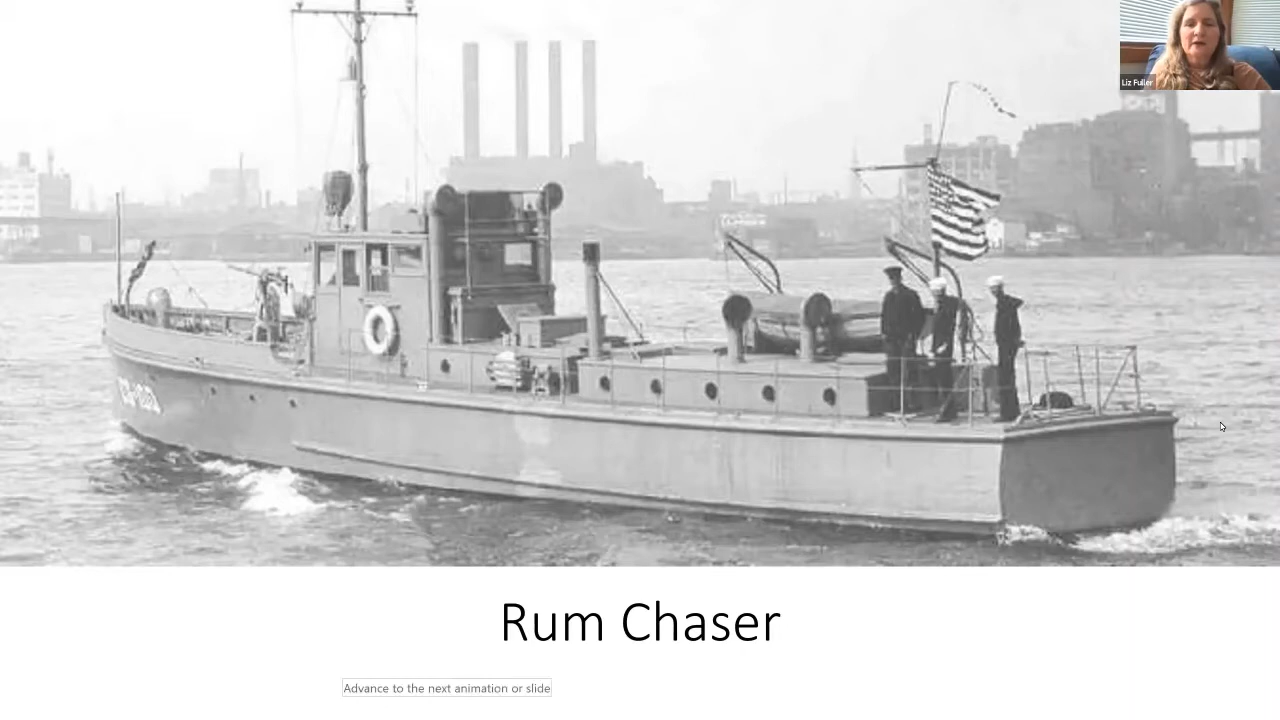 Liz Fuller
Rum Chaser
Advance to the next animation or slide